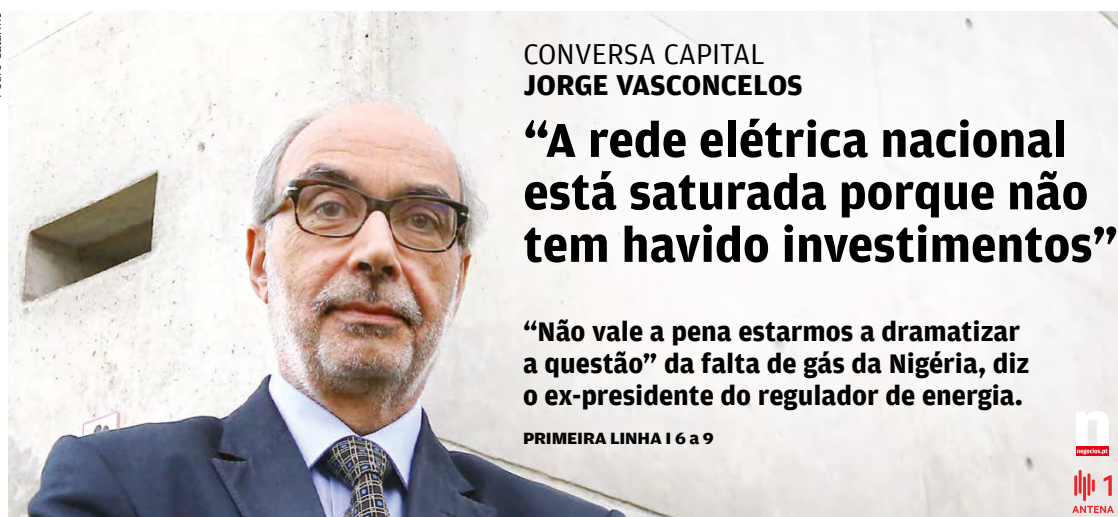 CONVERSA CAPITAL
JORGE VASCONCELOS
“A rede elétrica nacional
está saturada porque não
tem havido investimentos”
“Não vale a pena estarmos a dramatizar
a questão” da falta de gás da Nigéria, diz
o ex-presidente do regulador de energia.
PRIMEIRA LINHA I 6 a 9
n
negocios.pt
1
ANTENA